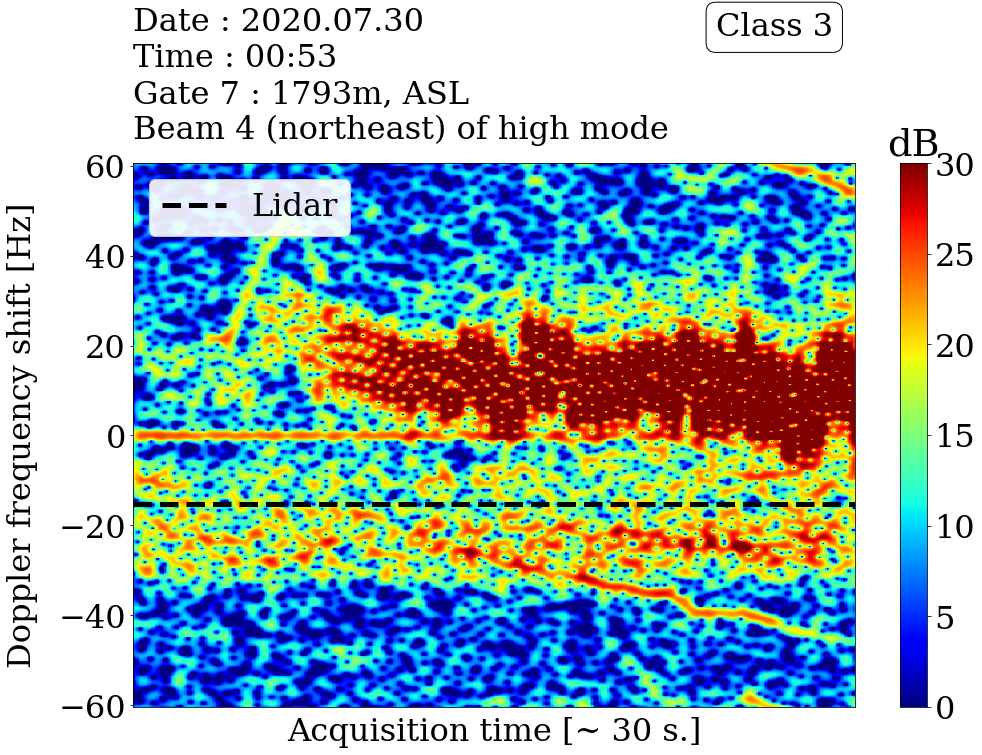 Date : 2020.07.30
Class 3
Time : 00:53
Gate 7 : 1793m, ASL
Beam 4 (northeast) of high mode
dB
60
40
20
0
−20
−40
−60
Lidar
30
25
20
15
10
5
0
Doppler frequency shift [Hz]
Acquisition time [~ 30 s.]